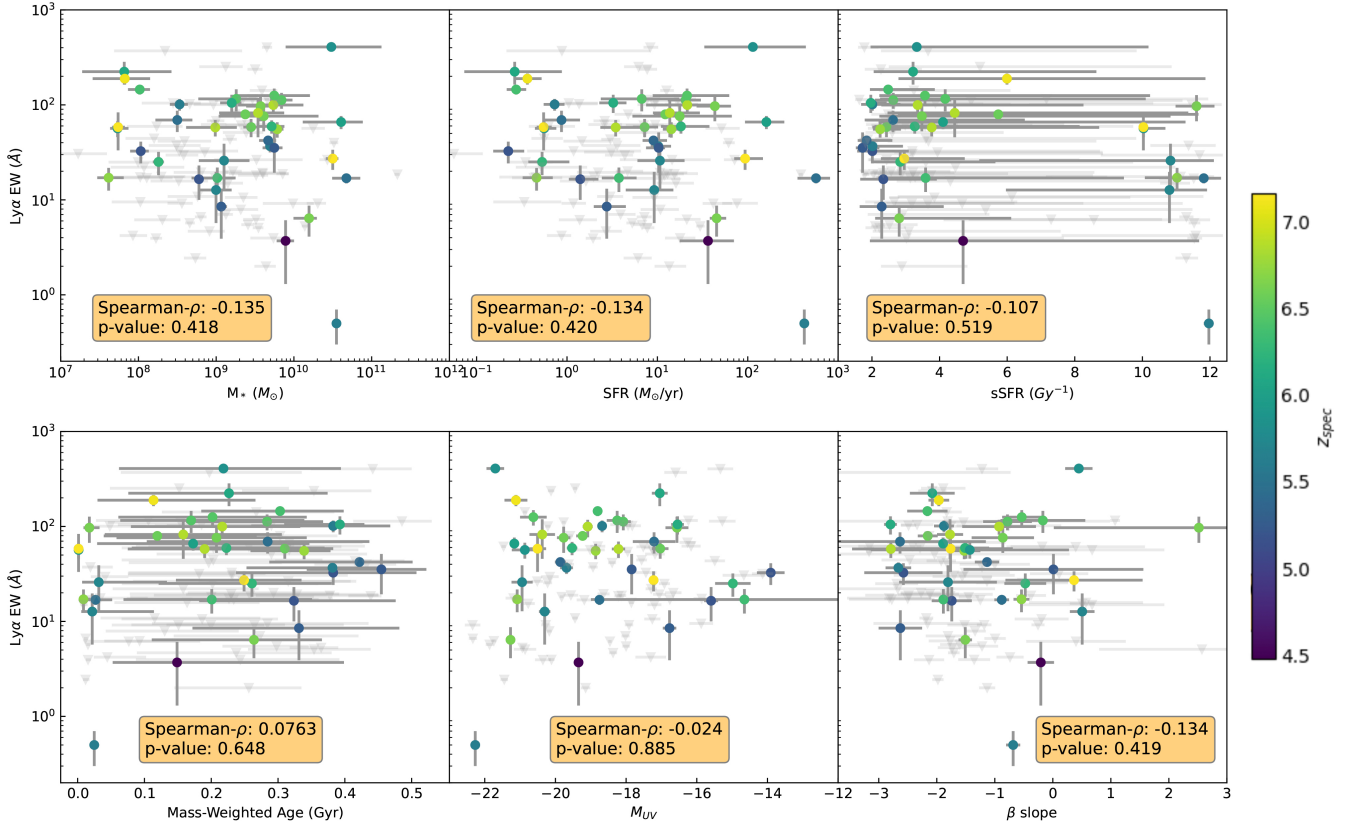 10³
10²
10¹
10⁰
Lyα EW (Å)
Spearman-ρ: -0.135
p-value: 0.418
10⁷ 10⁸ 10⁹ 10¹⁰ 10¹¹ 10¹²
M* (M⊙)
Spearman-ρ: -0.134
p-value: 0.420
10⁻¹ 10⁰ 10¹ 10² 10³
SFR (M⊙/yr)
Spearman-ρ: -0.107
p-value: 0.519
2 4 6 8 10 12
sSFR (Gy⁻¹)
10³
10²
10¹
10⁰
Lyα EW (Å)
Spearman-ρ: 0.0763
p-value: 0.648
0.0 0.1 0.2 0.3 0.4 0.5
Mass-Weighted Age (Gyr)
Spearman-ρ: -0.024
p-value: 0.885
−22 −20 −18 −16 −14 −12
M_UV
Spearman-ρ: -0.134
p-value: 0.419
−3 −2 −1 0 1 2 3
β slope
7.0
6.5
6.0
5.5
5.0
4.5
z_spec